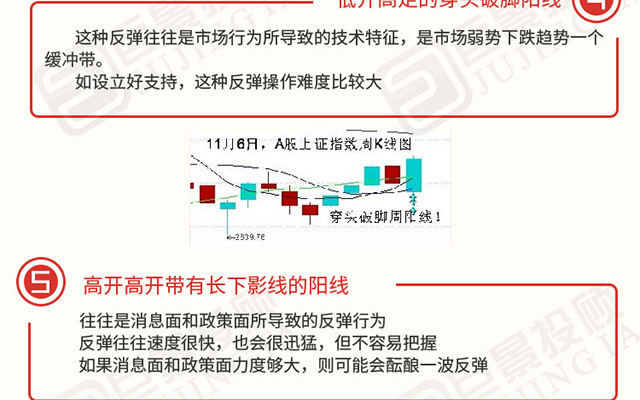 低开高走的穿头破脚阳线
4
这种反弹往往是市场行为所导致的技术特征，是市场弱势下跌趋势一个
缓冲带。
如设立好支持，这种反弹操作难度比较大
11月6日，A股上证指数周K线图
穿头破脚周阳线！
5
高开高开带有长下影线的阳线
往往是消息面和政策面所导致的反弹行为
反弹往往速度很快，也会很迅猛，但不容易把握
如果消息面和政策面力度够大，则可能会酝酿一波反弹
巨景投顾
JUJING IA